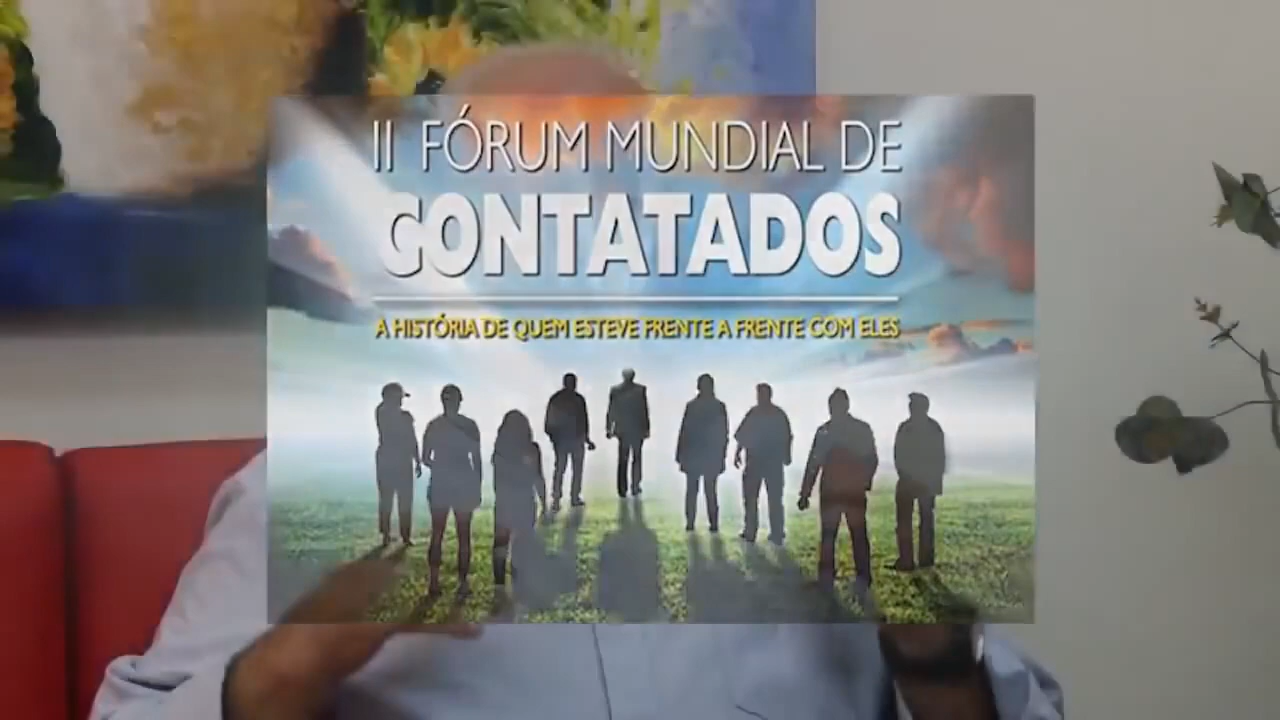 II FÓRUM MUNDIAL DE
CONTATADOS
A HISTÓRIA DE QUEM ESTEVE FRENTE A FRENTE COM ELES